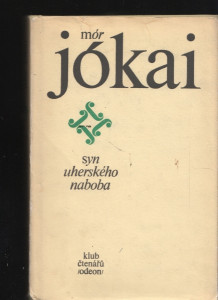 mór
jókai
syn
uherského
naboba
klub
čtenářů
/odeon/